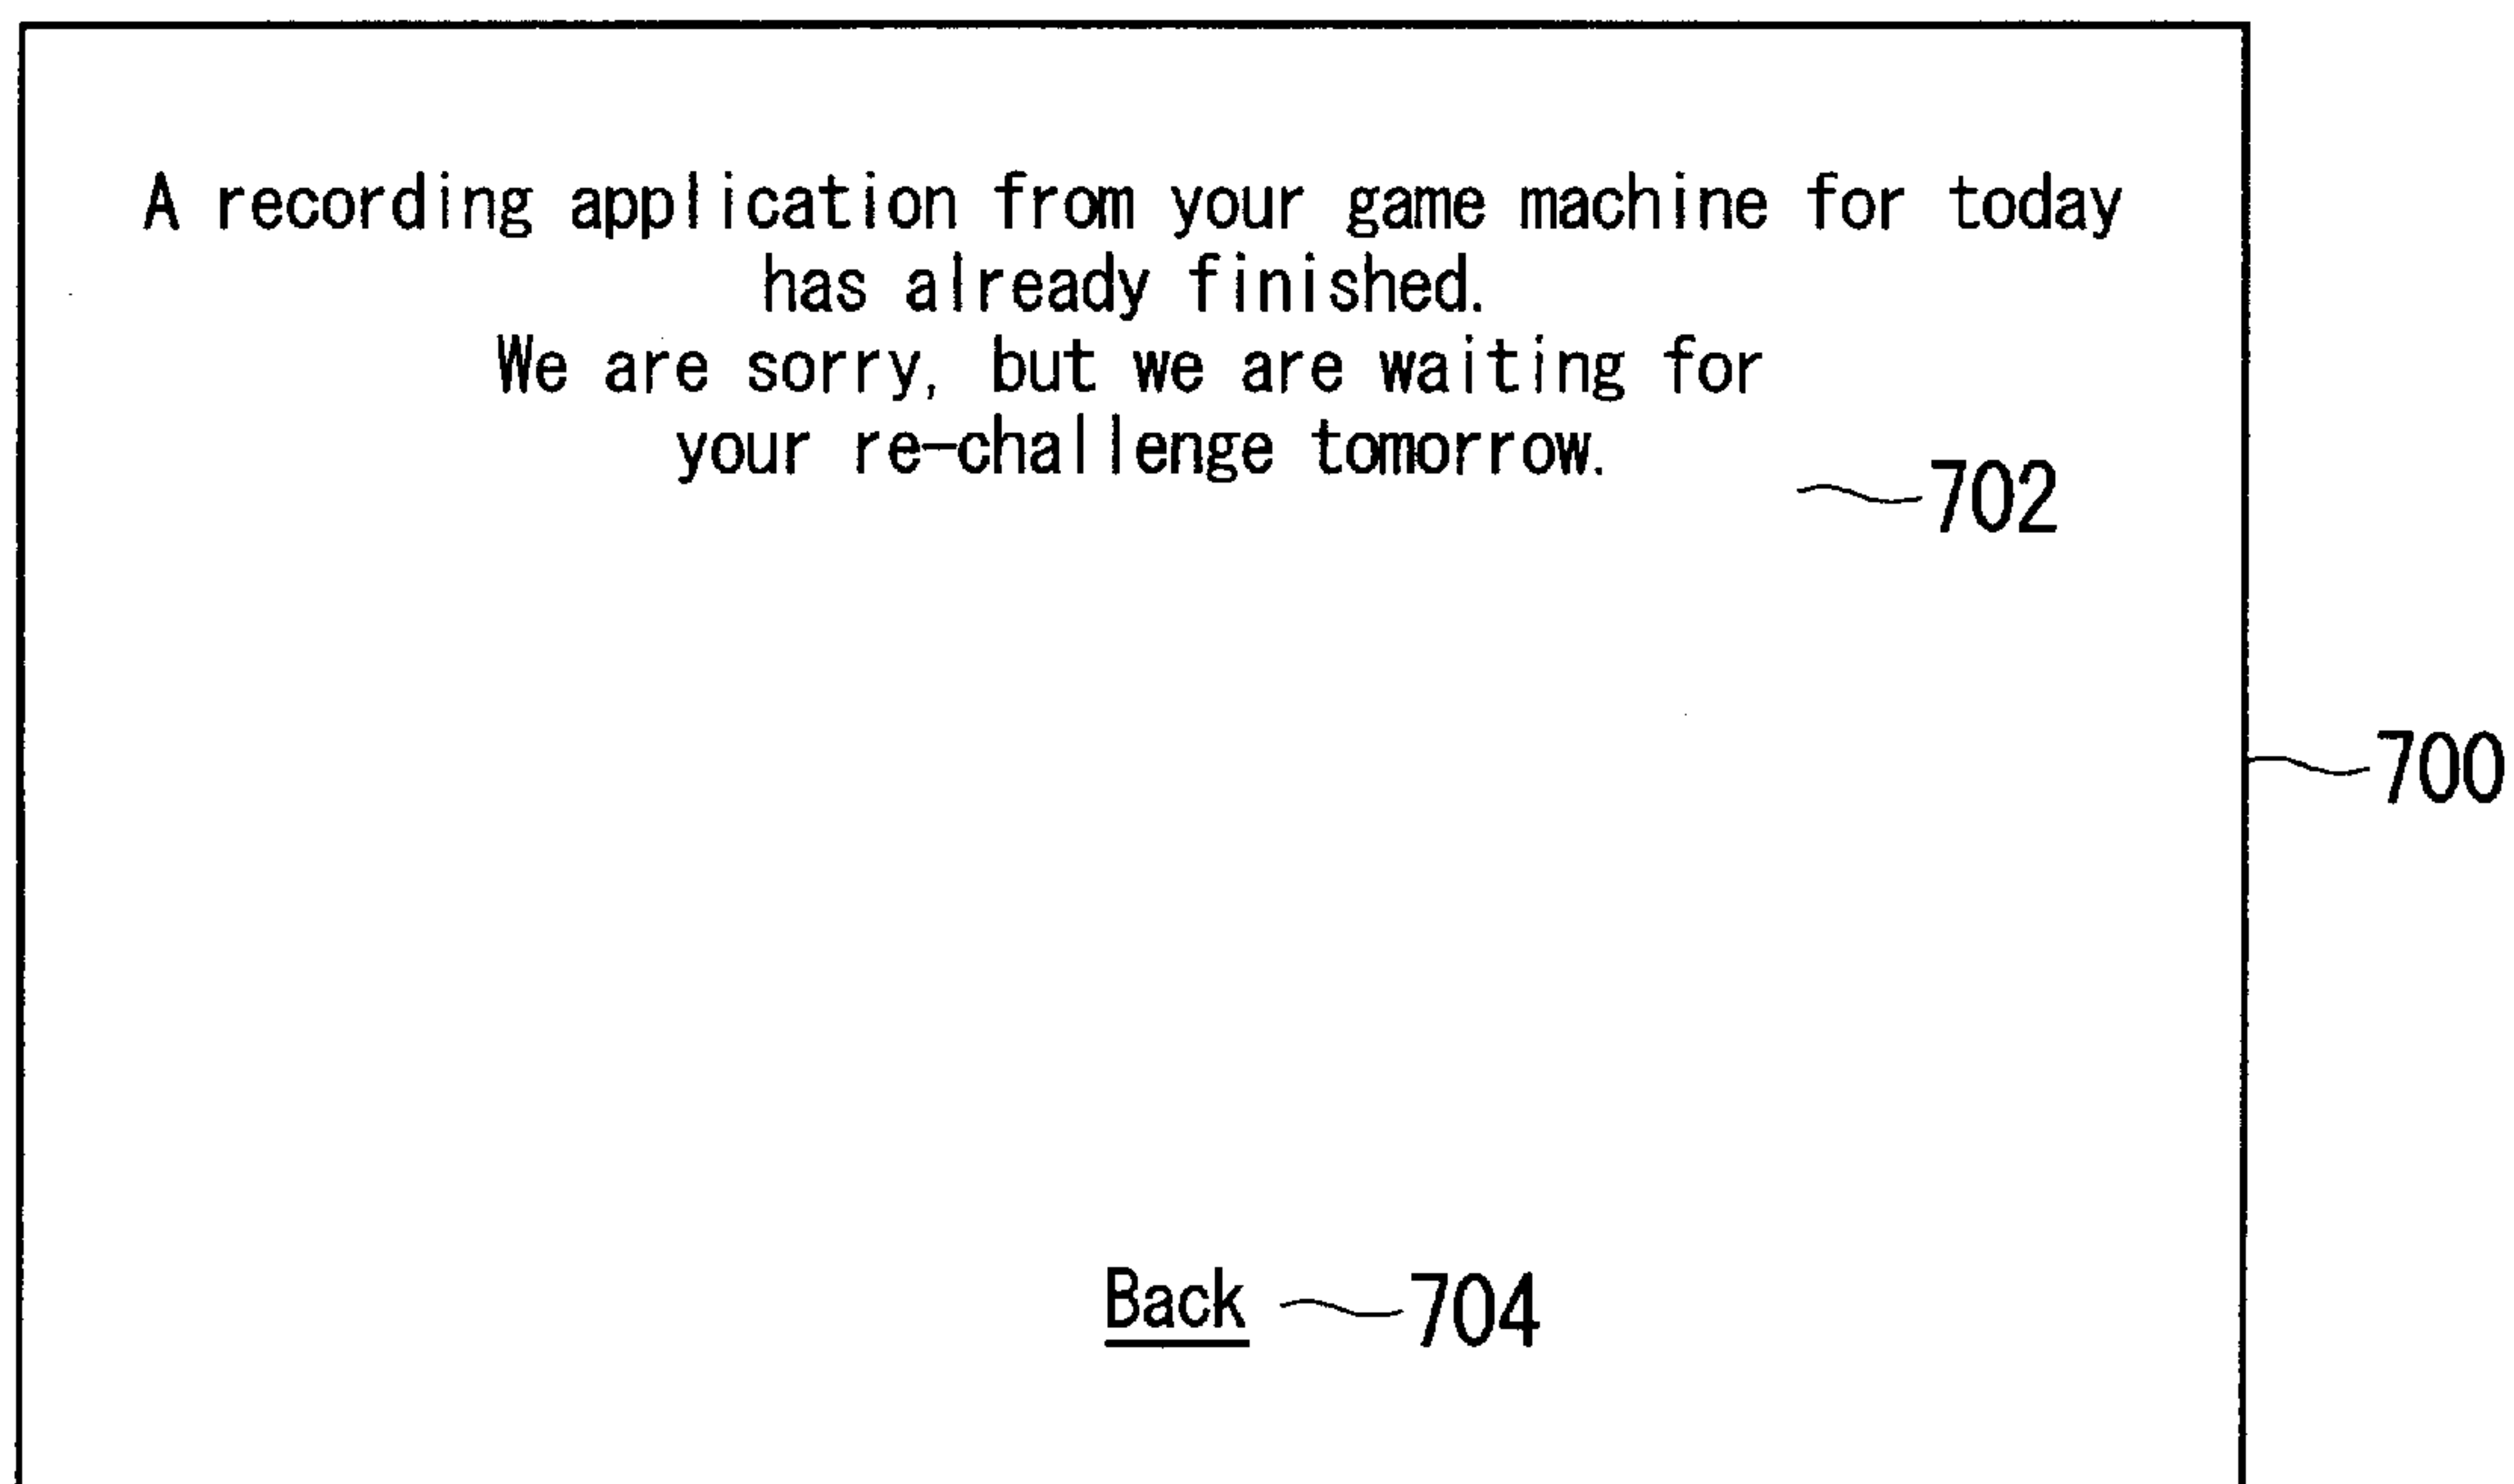 A recording application from your game machine for today
has already finished.
We are sorry, but we are waiting for
your re-challenge tomorrow.
702
700
Back 704